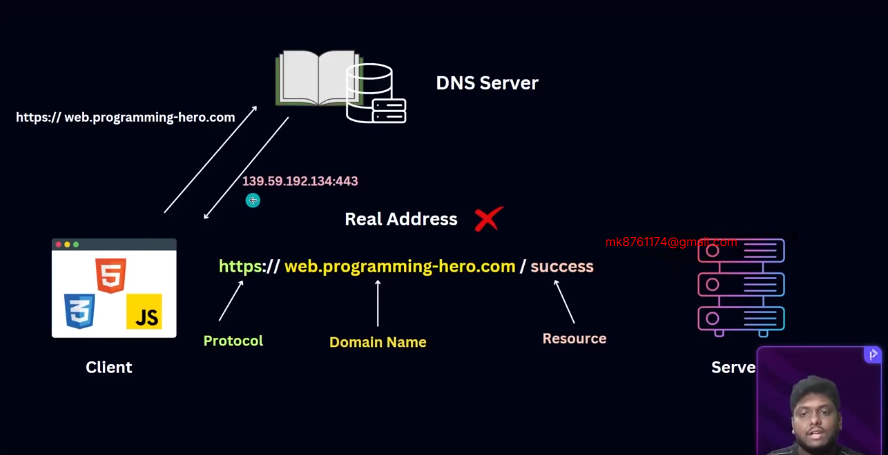 DNS Server
https:// web.programming-hero.com
139.59.192.134:443
Real Address
mk8761174@gmail.com
https:// web.programming-hero.com / success
5
3
JS
Protocol
Domain Name
Resource
Client
Serve